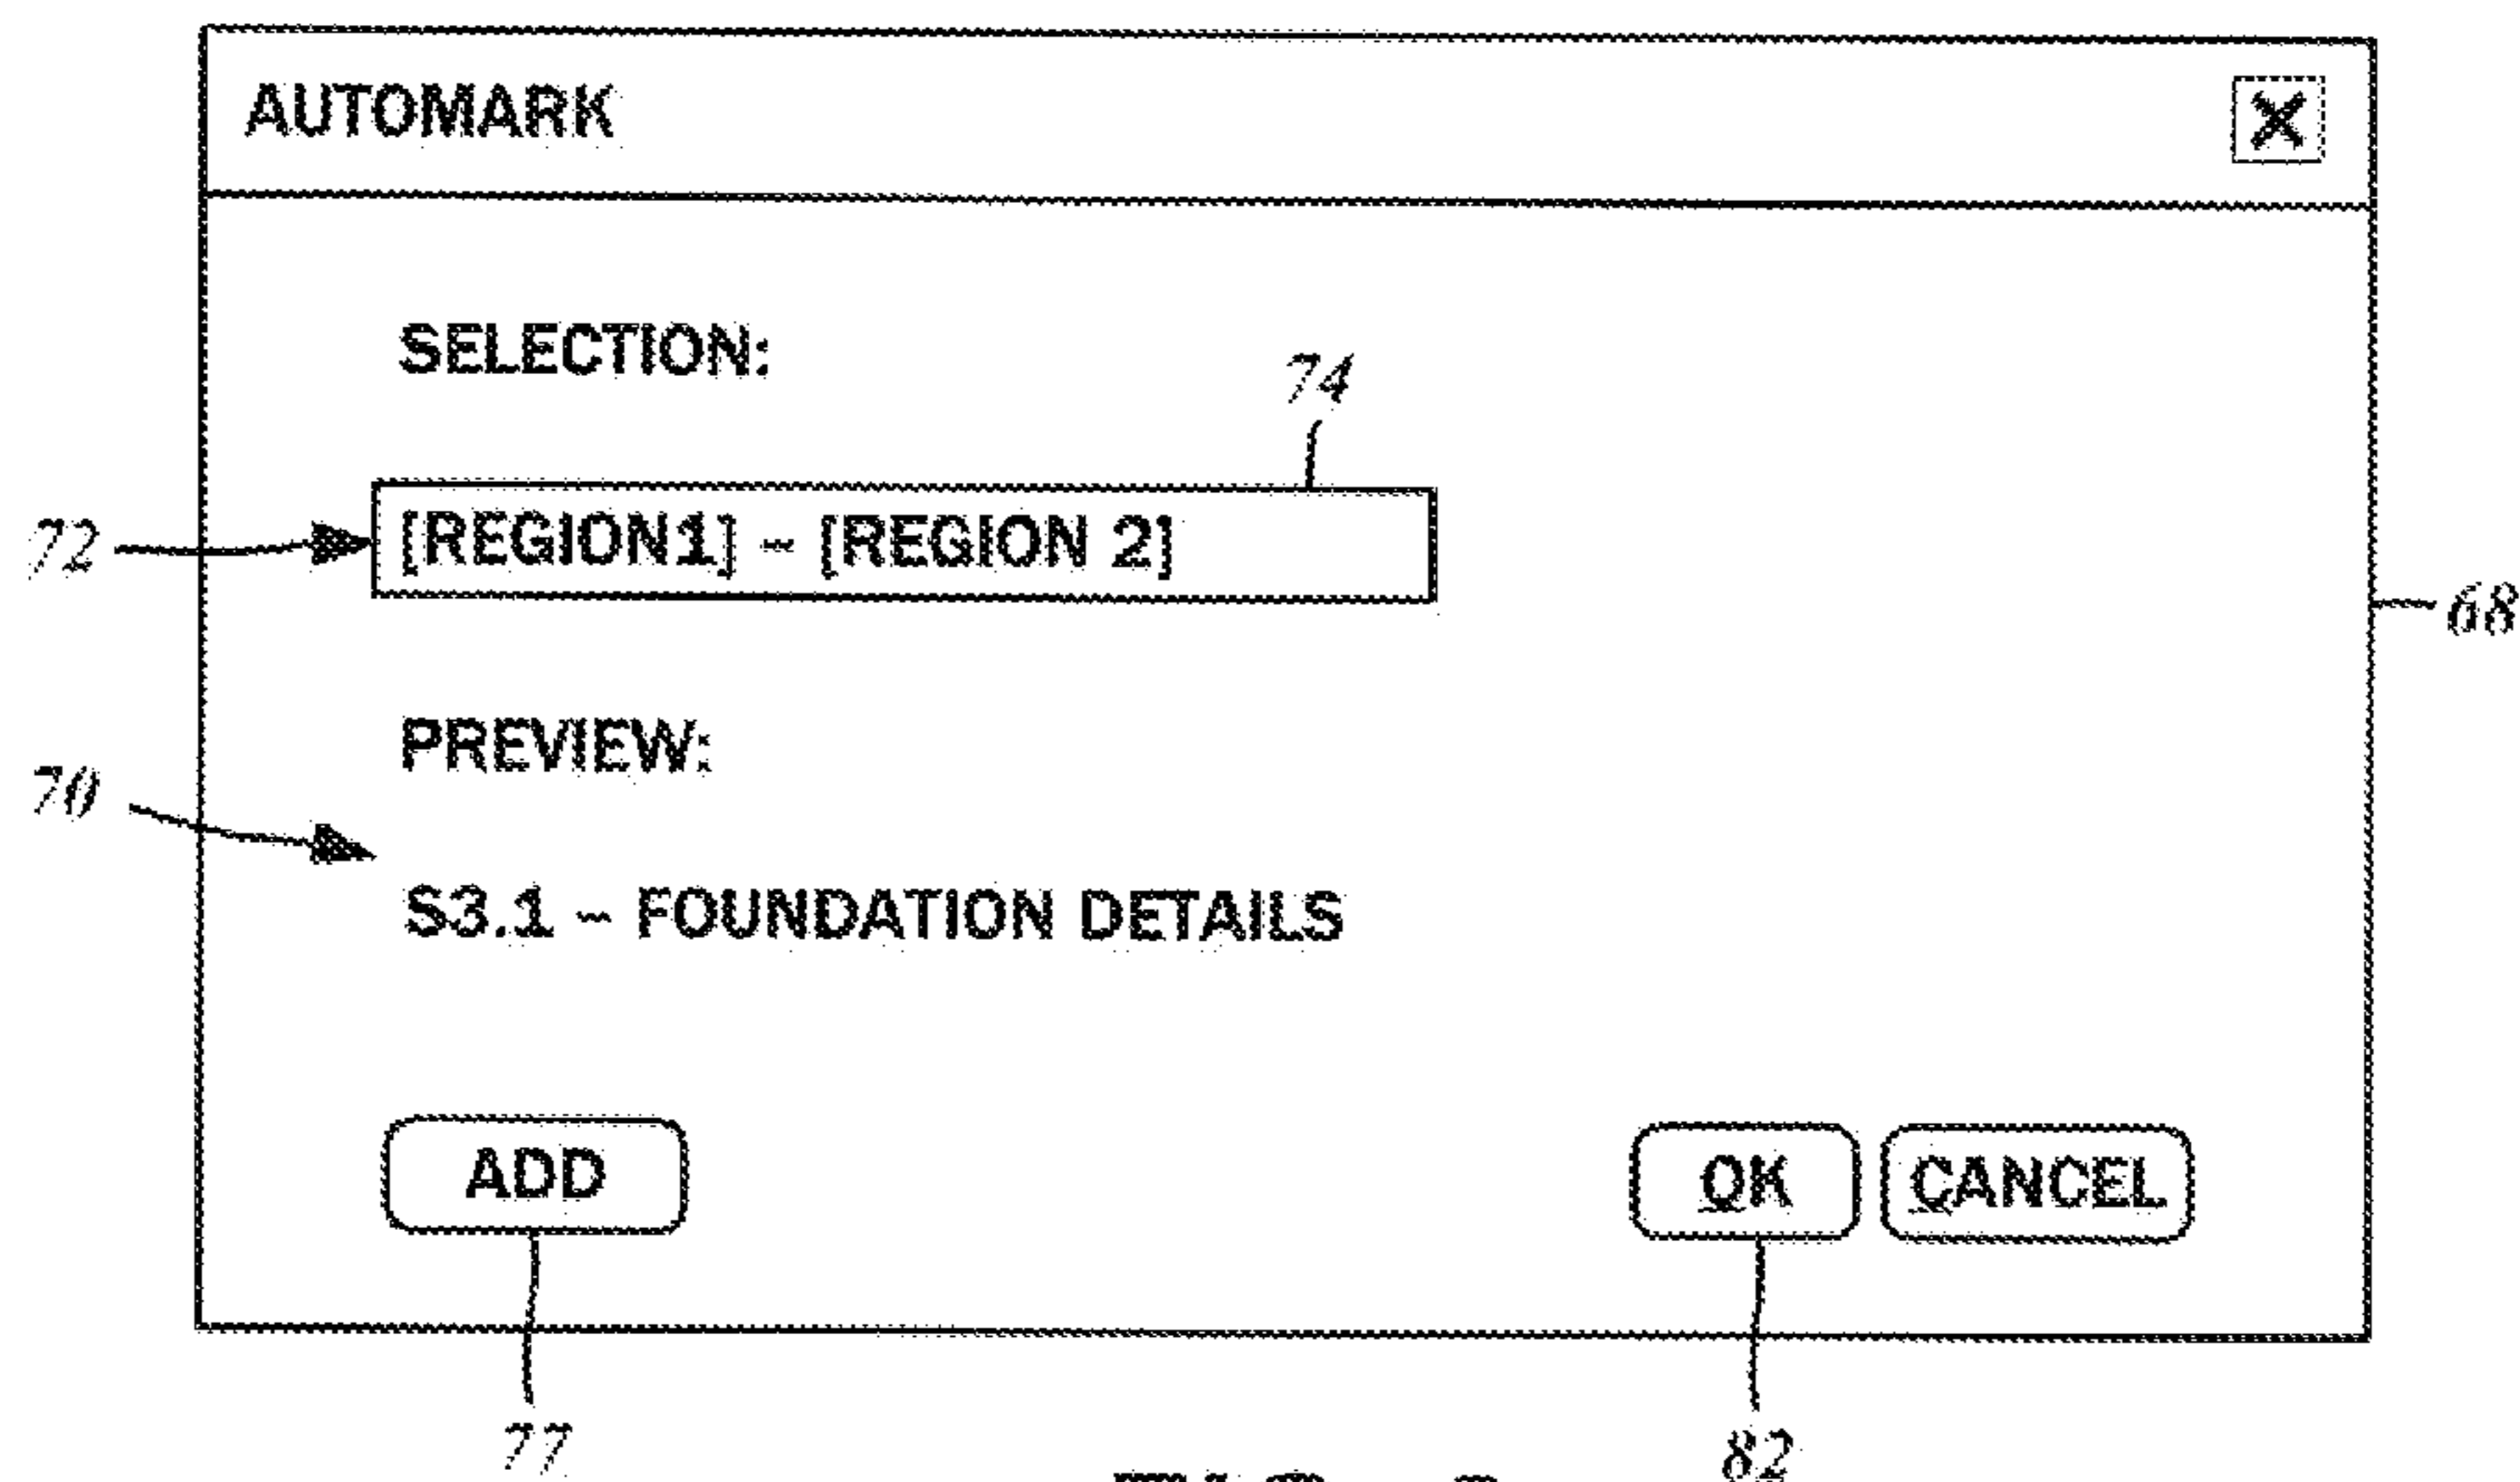 AUTOMARK X
SELECTION:
74
72
[REGION1] - [REGION 2]
68
PREVIEW:
70
S3.1 - FOUNDATION DETAILS
ADD OK CANCEL
77 82